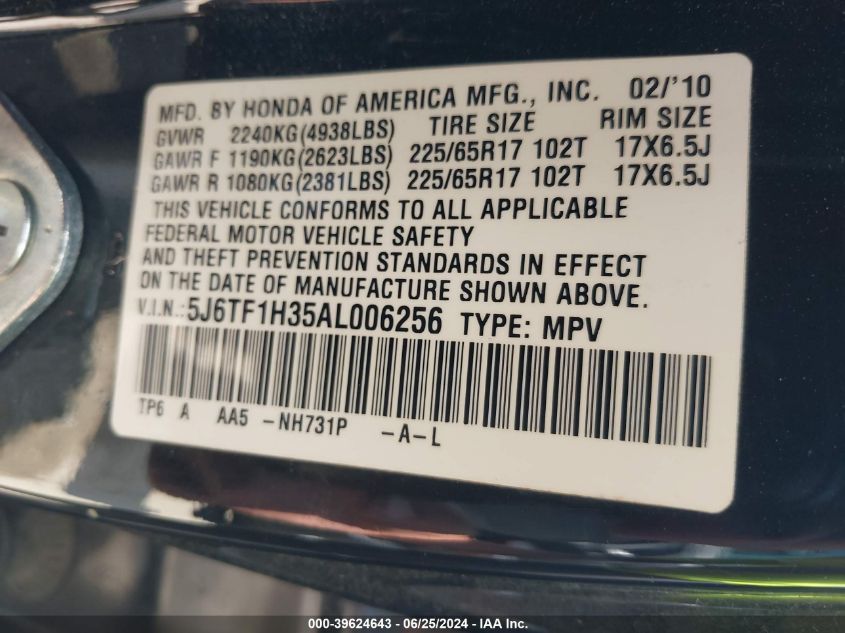 MFD. BY HONDA OF AMERICA MFG., INC. 02/'10
GVWR 2240KG(4938LBS) TIRE SIZE RIM SIZE
GAWR F 1190KG(2623LBS) 225/65R17 102T 17X6.5J
GAWR R 1080KG(2381LBS) 225/65R17 102T 17X6.5J
THIS VEHICLE CONFORMS TO ALL APPLICABLE
FEDERAL MOTOR VEHICLE SAFETY
AND THEFT PREVENTION STANDARDS IN EFFECT
ON THE DATE OF MANUFACTURE SHOWN ABOVE.
V.I.N.:5J6TF1H35AL006256 TYPE: MPV
TP6 A AA5 -NH731P -A-L
000-39624643 - 06/25/2024 - IAA Inc.